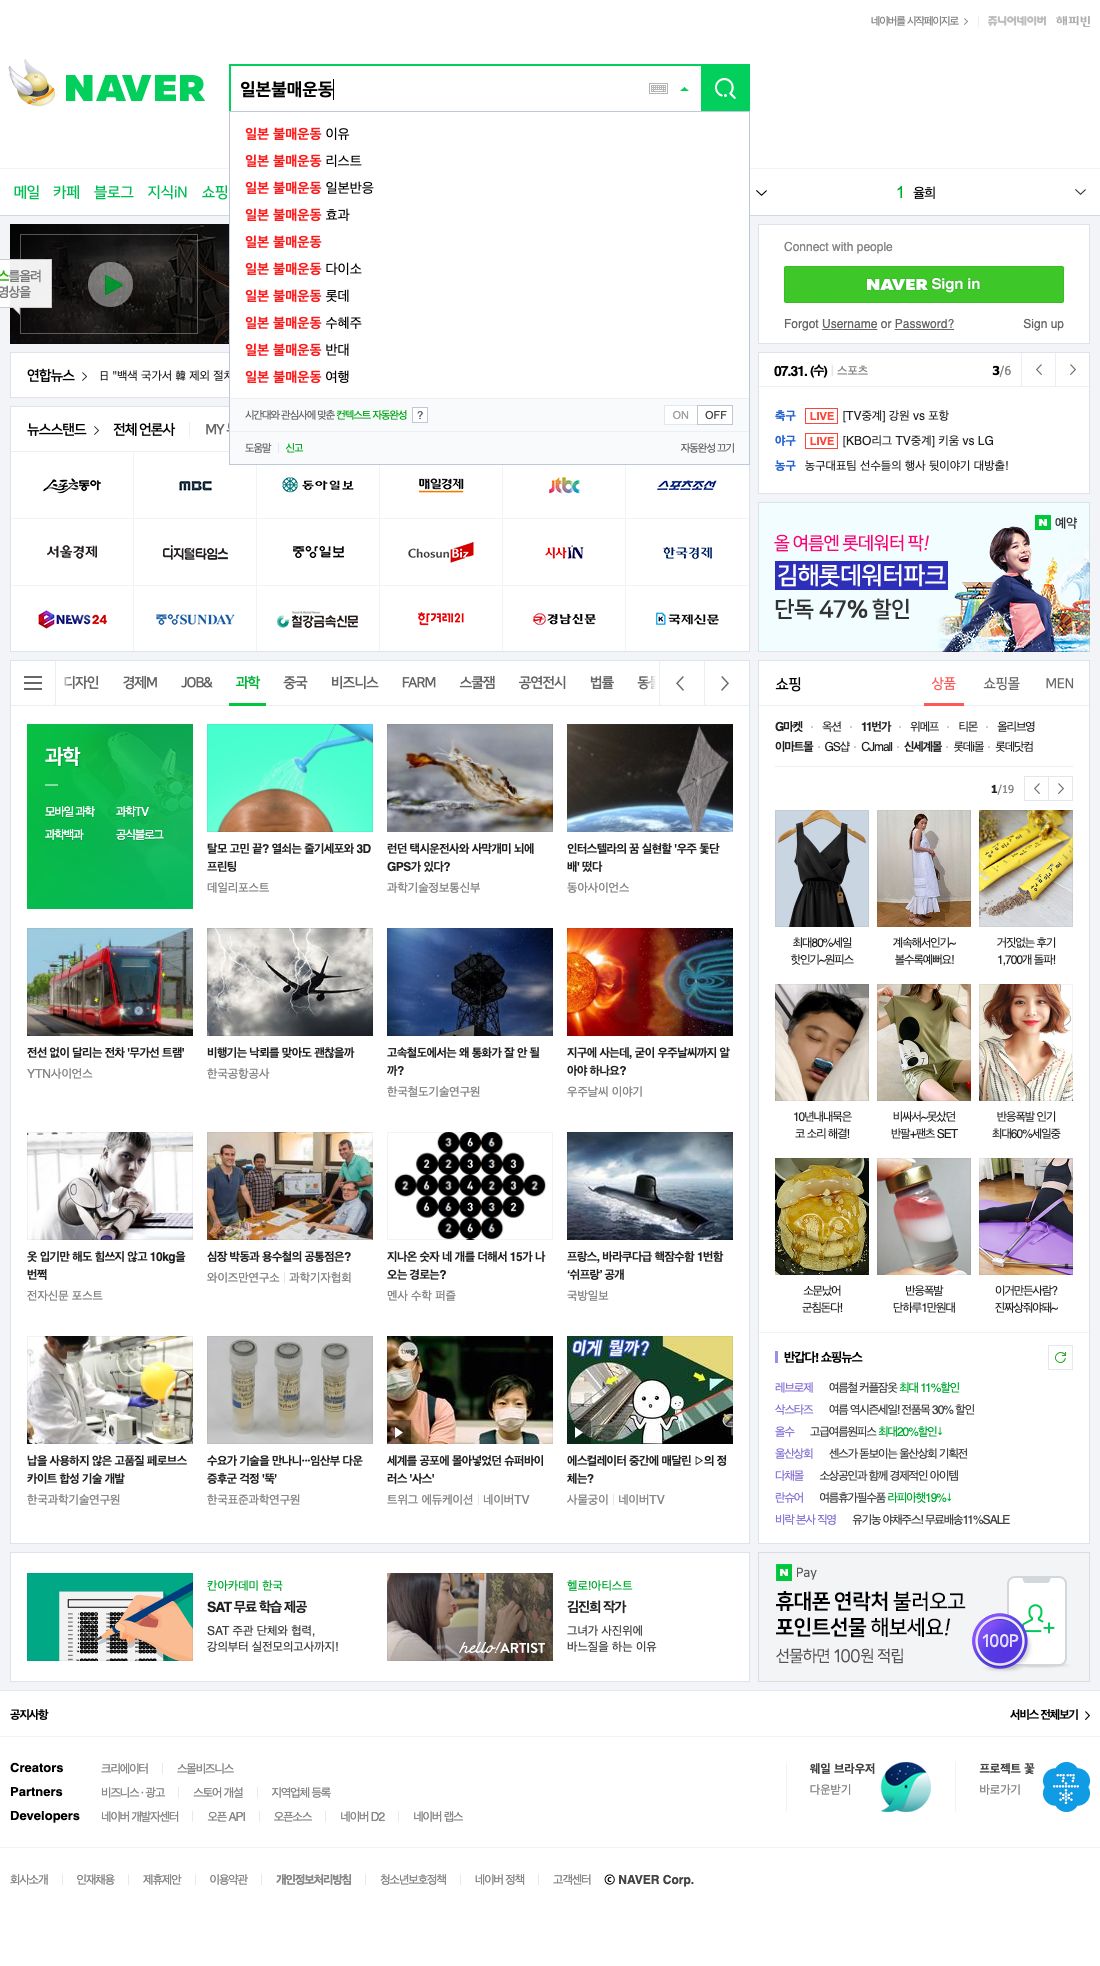 네이버를 시작페이지로
쥬니어네이버 해피빈
NAVER
일본불매운동
일본 불매운동 이유
일본 불매운동 리스트
일본 불매운동 일본반응
일본 불매운동 효과
일본 불매운동
일본 불매운동 다이소
일본 불매운동 롯데
일본 불매운동 수혜주
일본 불매운동 반대
일본 불매운동 여행
시간대와 관심사에 맞춘 컨텍스트 자동완성 ?
ON OFF
도움말 신고
자동완성 끄기
메일 카페 블로그 지식iN 쇼핑
1 율희
스를올려
경상을
Connect with people
NAVER Sign in
Forgot Username or Password?
Sign up
연합뉴스
日 "백색 국가서 韓 제외 절차
뉴스스탠드 전체 언론사 MY
07.31. (수) 스포츠
3/6
축구 LIVE [TV중계] 강원 vs 포항
야구 LIVE [KBO리그 TV중계] 키움 vs LG
농구 농구대표팀 선수들의 행사 뒷이야기 대방출!
스포츠동아 MBC 동아일보 매일경제 jtbc 스포츠조선
서울경제 디지털타임스 중앙일보 ChosunBiz 시사IN 한국경제
NEWS24 중앙SUNDAY 철강금속신문 한겨레21 경남신문 국제신문
N 예약
올 여름엔 롯데워터 팍!
김해롯데워터파크
단독 47% 할인
디자인 경제M JOB& 과학 중국 비즈니스 FARM 스쿨잼 공연전시 법률
과학
모바일 과학 과학TV
과학백과 공식블로그
탈모 고민 끝? 열쇠는 줄기세포와 3D
프린팅
데일리포스트
런던 택시운전사와 사막개미 뇌에
GPS가 있다?
과학기술정보통신부
인터스텔라의 꿈 실현할 '우주 돛단
배' 떴다
동아사이언스
전선 없이 달리는 전차 '무가선 트램'
YTN사이언스
비행기는 낙뢰를 맞아도 괜찮을까
한국공항공사
고속철도에서는 왜 통화가 잘 안 될
까?
한국철도기술연구원
지구에 사는데, 굳이 우주날씨까지 알
아야 하나요?
우주날씨 이야기
옷 입기만 해도 힘쓰지 않고 10kg을
번쩍
전자신문 포스트
심장 박동과 용수철의 공통점은?
와이즈만연구소 과학기자협회
3 6 6
2 2 3 3 3
2 6 3 4 2 3 2
6 3 3 3 2
3 6 6
지나온 숫자 네 개를 더해서 15가 나
오는 경로는?
멘사 수학 퍼즐
프랑스, 바라쿠다급 핵잠수함 1번함
'쉬프랑' 공개
국방일보
납을 사용하지 않은 고품질 페로브스
카이트 합성 기술 개발
한국과학기술연구원
수요가 기술을 만나니…임산부 다운
증후군 걱정 '뚝'
한국표준과학연구원
twig
세계를 공포에 몰아넣었던 슈퍼바이
러스 '사스'
트위그 에듀케이션 네이버TV
이게 뭘까?
에스컬레이터 중간에 매달린 ▷의 정
체는?
사물궁이 네이버TV
쇼핑 상품 쇼핑몰 MEN
G마켓 · 옥션 · 11번가 · 위메프 · 티몬 · 올리브영
이마트몰 · GS샵 · CJmall · 신세계몰 · 롯데i몰 · 롯데닷컴
1/19
최대80%세일
핫인기~원피스
계속해서인기~
볼수록예뻐요!
거짓없는 후기
1,700개 돌파!
10년내내묵은
코 소리 해결!
비싸서~못샀던
반팔+팬츠 SET
반응폭발 인기
최대60%세일중
소문났어
군침돈다!
반응폭발
단하루1만원대
이거만든사람?
진짜상줘야돼~
반갑다! 쇼핑뉴스
레브로제 여름철 커플잠옷 최대 11%할인
삭스타즈 여름 역시즌세일! 전품목 30% 할인
올수 고급여름원피스 최대20%할인↓
울산상회 센스가 돋보이는 울산상회 기획전
다채몰 소상공인과 함께 경제적인 아이템
란슈어 여름휴가필수품 라피아햇19%↓
비락 본사 직영 유기농 야채주스! 무료배송11%SALE
칸아카데미 한국
SAT 무료 학습 제공
SAT 주관 단체와 협력,
강의부터 실전모의고사까지!
hello!ARTIST
헬로!아티스트
김진희 작가
그녀가 사진위에
바느질을 하는 이유
N Pay
휴대폰 연락처 불러오고
포인트선물 해보세요!
선물하면 100원 적립
100P
공지사항
서비스 전체보기
Creators 크리에이터 스몰비즈니스
Partners 비즈니스 · 광고 스토어 개설 지역업체 등록
Developers 네이버 개발자센터 오픈 API 오픈소스 네이버 D2 네이버 랩스
웨일 브라우저
다운받기
프로젝트 꽃
바로가기
회사소개 인재채용 제휴제안 이용약관 개인정보처리방침 청소년보호정책 네이버 정책 고객센터 © NAVER Corp.